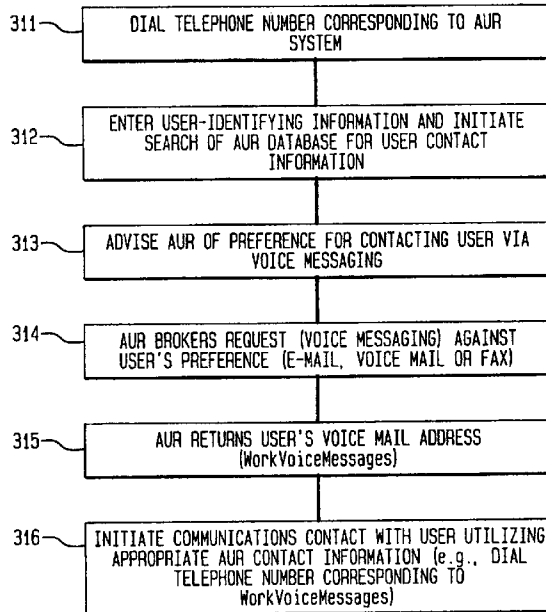 311
DIAL TELEPHONE NUMBER CORRESPONDING TO AUR
SYSTEM
312
ENTER USER-IDENTIFYING INFORMATION AND INITIATE
SEARCH OF AUR DATABASE FOR USER CONTACT
INFORMATION
313
ADVISE AUR OF PREFERENCE FOR CONTACTING USER VIA
VOICE MESSAGING
314
AUR BROKERS REQUEST (VOICE MESSAGING) AGAINST
USER'S PREFERENCE (E-MAIL, VOICE MAIL OR FAX)
315
AUR RETURNS USER'S VOICE MAIL ADDRESS
(WorkVoiceMessages)
316
INITIATE COMMUNICATIONS CONTACT WITH USER UTILIZING
APPROPRIATE AUR CONTACT INFORMATION (e.g., DIAL
TELEPHONE NUMBER CORRESPONDING TO
WorkVoiceMessages)